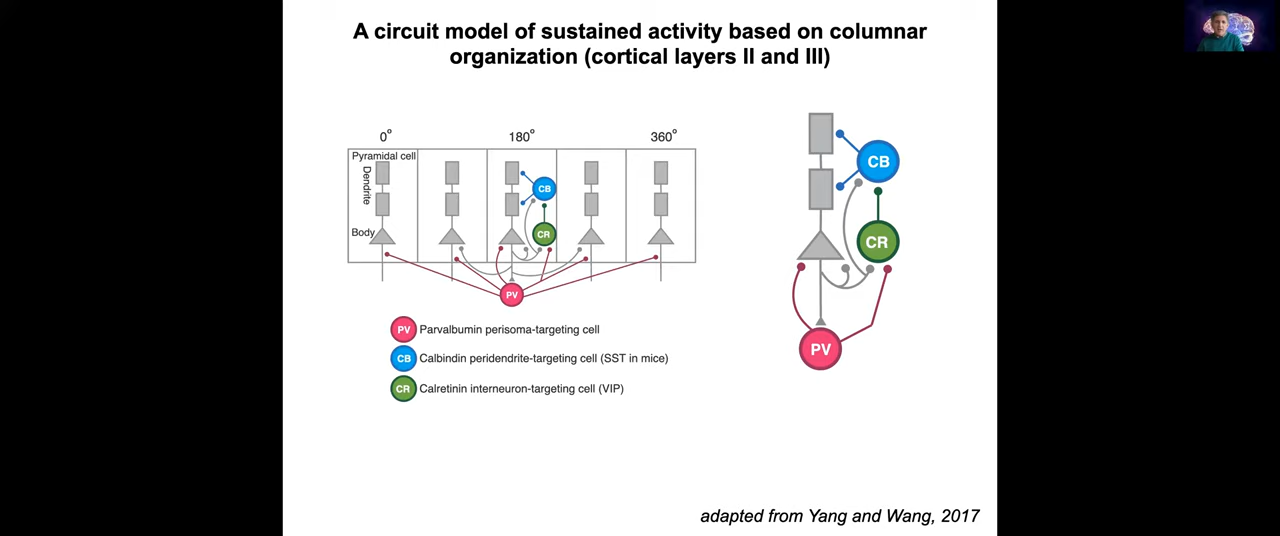 A circuit model of sustained activity based on columnar
organization (cortical layers II and III)
0°
180°
360°
Pyramidal cell
Dendrite
Body
CB
CR
PV
CB
CR
PV
PV Parvalbumin perisoma-targeting cell
CB Calbindin peridendrite-targeting cell (SST in mice)
CR Calretinin interneuron-targeting cell (VIP)
adapted from Yang and Wang, 2017